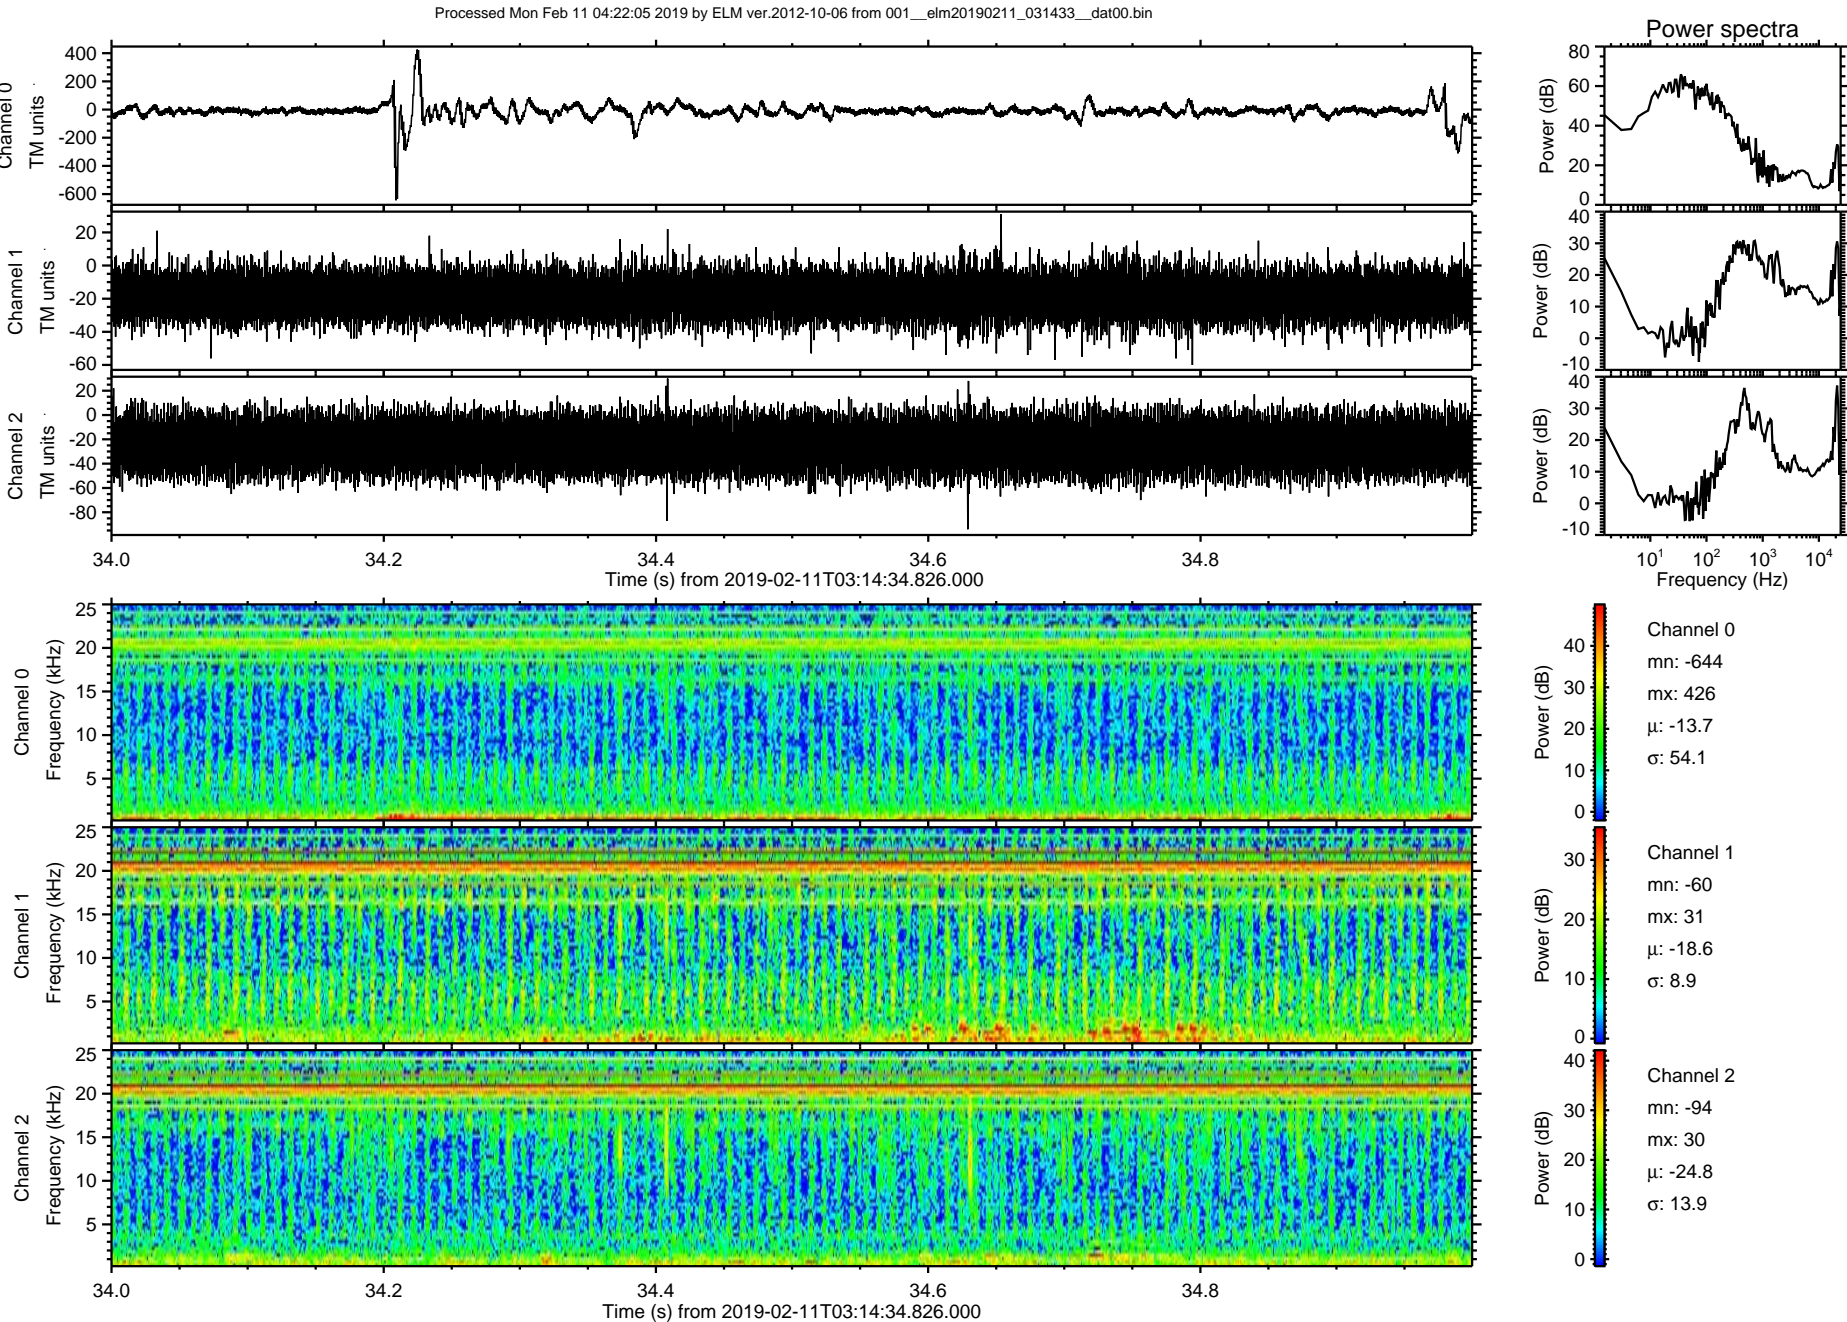 Processed Mon Feb 11 04:22:05 2019 by ELM ver.2012-10-06 from 001__elm20190211_031433__dat00.bin
Power spectra
Channel 0
TM units
400
200
0
-200
-400
-600
Power (dB)
80
60
40
20
0
Channel 1
TM units
20
0
-20
-40
-60
Power (dB)
40
30
20
10
0
-10
Channel 2
TM units
20
0
-20
-40
-60
-80
Power (dB)
40
30
20
10
0
-10
34.0 34.2 34.4 34.6 34.8
Time (s) from 2019-02-11T03:14:34.826.000
10¹ 10² 10³ 10⁴
Frequency (Hz)
Channel 0
Frequency (kHz)
25
20
15
10
5
Power (dB)
40
30
20
10
0
Channel 0
mn: -644
mx: 426
μ: -13.7
σ: 54.1
Channel 1
Frequency (kHz)
25
20
15
10
5
Power (dB)
30
20
10
0
Channel 1
mn: -60
mx: 31
μ: -18.6
σ: 8.9
Channel 2
Frequency (kHz)
25
20
15
10
5
Power (dB)
40
30
20
10
0
Channel 2
mn: -94
mx: 30
μ: -24.8
σ: 13.9
34.0 34.2 34.4 34.6 34.8
Time (s) from 2019-02-11T03:14:34.826.000